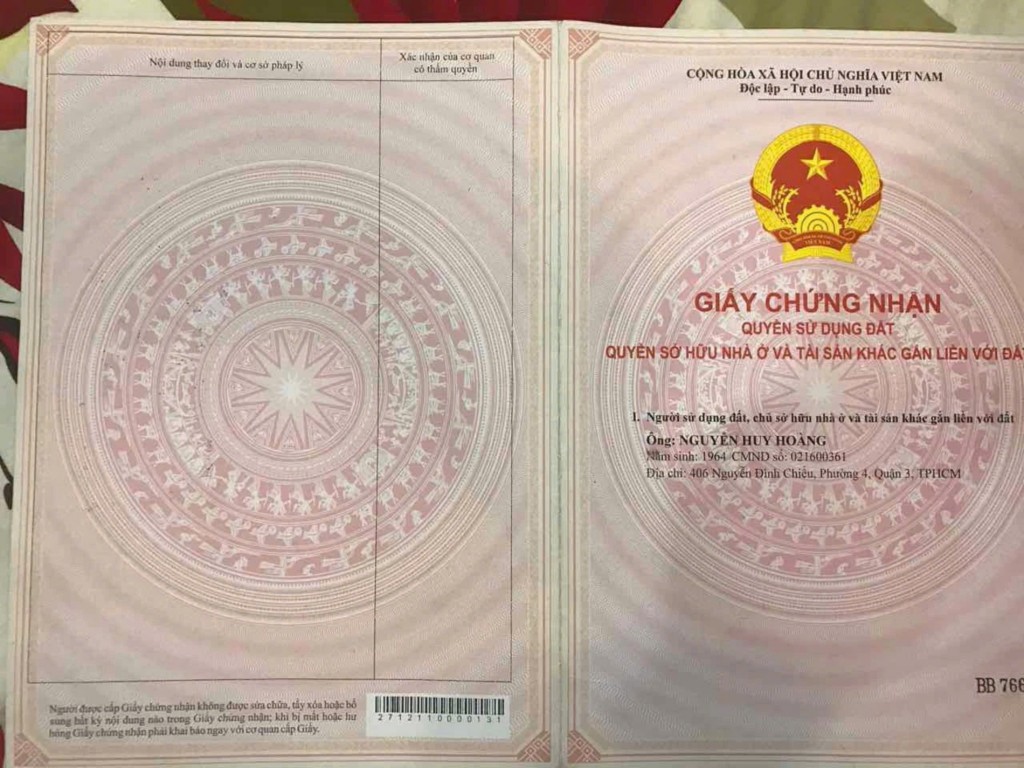 Nội dung thay đổi và cơ sở pháp lý
Xác nhận của cơ quan
có thẩm quyền
Người được cấp Giấy chứng nhận không được sửa chữa, tẩy xóa hoặc bổ
sung bất kỳ nội dung nào trong Giấy chứng nhận; khi bị mất hoặc hư
hỏng Giấy chứng nhận phải khai báo ngay với cơ quan cấp Giấy.
2712110000131
CỘNG HÒA XÃ HỘI CHỦ NGHĨA VIỆT NAM
Độc lập - Tự do - Hạnh phúc
VIỆT NAM
GIẤY CHỨNG NHẬN
QUYỀN SỬ DỤNG ĐẤT
QUYỀN SỞ HỮU NHÀ Ở VÀ TÀI SẢN KHÁC GẮN LIỀN VỚI ĐẤ
I. Người sử dụng đất, chủ sở hữu nhà ở và tài sản khác gắn liền với đất
Ông: NGUYỄN HUY HOÀNG
Năm sinh: 1964 CMND số: 021600361
Địa chỉ: 406 Nguyễn Đình Chiểu, Phường 4, Quận 3, TPHCM
BB 766